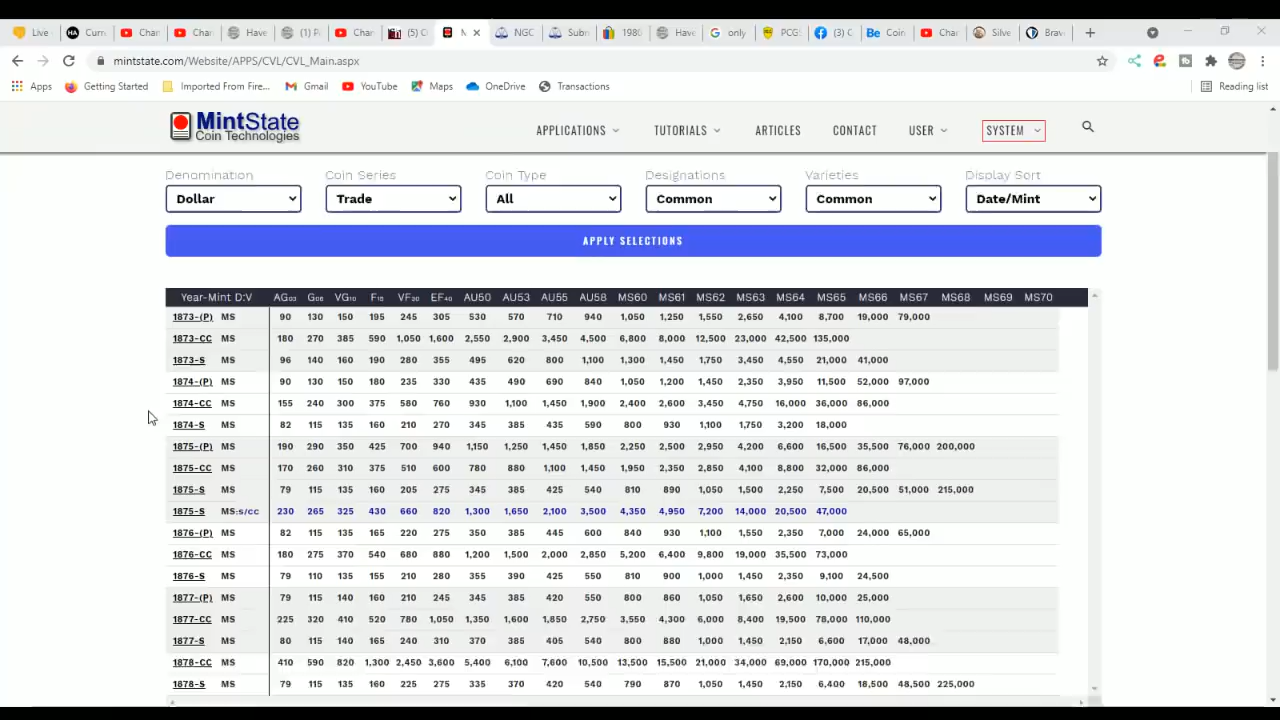 Live HA Curre Chan Chan Have (1) P Chan (5) C M NGC Subm 1980 Have only PCGS (3) C Be Coin Chan Silve Brav
mintstate.com/Website/APPS/CVL/CVL_Main.aspx
Apps Getting Started Imported From Fire... Gmail YouTube Maps OneDrive Transactions Reading list
MintState
Coin Technologies
APPLICATIONS TUTORIALS ARTICLES CONTACT USER SYSTEM
Denomination Coin Series Coin Type Designations Varieties Display Sort
Dollar Trade All Common Common Date/Mint
APPLY SELECTIONS
Year-Mint D:V AG03 G06 VG10 F15 VF20 EF40 AU50 AU53 AU55 AU58 MS60 MS61 MS62 MS63 MS64 MS65 MS66 MS67 MS68 MS69 MS70
1873-(P) MS 90 130 150 195 245 305 530 570 710 940 1,050 1,250 1,550 2,650 4,100 8,700 19,000 79,000
1873-CC MS 180 270 385 590 1,050 1,600 2,550 2,900 3,450 4,500 6,800 8,000 12,500 23,000 42,500 135,000
1873-S MS 96 140 160 190 280 355 495 620 800 1,100 1,300 1,450 1,750 3,450 4,550 21,000 41,000
1874-(P) MS 90 130 150 180 235 330 435 490 690 840 1,050 1,200 1,450 2,350 3,950 11,500 52,000 97,000
1874-CC MS 155 240 300 375 580 760 930 1,100 1,450 1,900 2,400 2,600 3,450 4,750 16,000 36,000 86,000
1874-S MS 82 115 135 160 210 270 345 385 435 590 800 930 1,100 1,750 3,200 18,000
1875-(P) MS 190 290 350 425 700 940 1,150 1,250 1,450 1,850 2,250 2,500 2,950 4,200 6,600 16,500 35,500 76,000 200,000
1875-CC MS 170 260 310 375 510 600 780 880 1,100 1,450 1,950 2,350 2,850 4,100 8,800 32,000 86,000
1875-S MS 79 115 135 160 205 275 345 385 425 540 810 890 1,050 1,500 2,250 7,500 20,500 51,000 215,000
1875-S MS:s/cc 230 265 325 430 660 820 1,300 1,650 2,100 3,500 4,350 4,950 7,200 14,000 20,500 47,000
1876-(P) MS 82 115 135 165 220 275 350 385 445 600 840 930 1,100 1,550 2,350 7,000 24,000 65,000
1876-CC MS 180 275 370 540 680 880 1,200 1,500 2,000 2,850 5,200 6,400 9,800 19,000 35,500 73,000
1876-S MS 79 110 135 155 210 280 355 390 425 550 810 900 1,000 1,450 2,350 9,100 24,500
1877-(P) MS 79 115 140 160 210 245 345 385 420 550 800 860 1,050 1,650 2,600 10,000 25,000
1877-CC MS 225 320 410 520 780 1,050 1,350 1,600 1,850 2,750 3,550 4,300 6,000 8,400 19,500 78,000 110,000
1877-S MS 80 115 140 165 240 310 370 385 405 540 800 880 1,000 1,450 2,150 6,600 17,000 48,000
1878-CC MS 410 590 820 1,300 2,450 3,600 5,400 6,100 7,600 10,500 13,500 15,500 21,000 34,000 69,000 170,000 215,000
1878-S MS 79 115 135 160 225 275 335 370 420 540 790 870 1,050 1,450 2,150 6,400 18,500 48,500 225,000